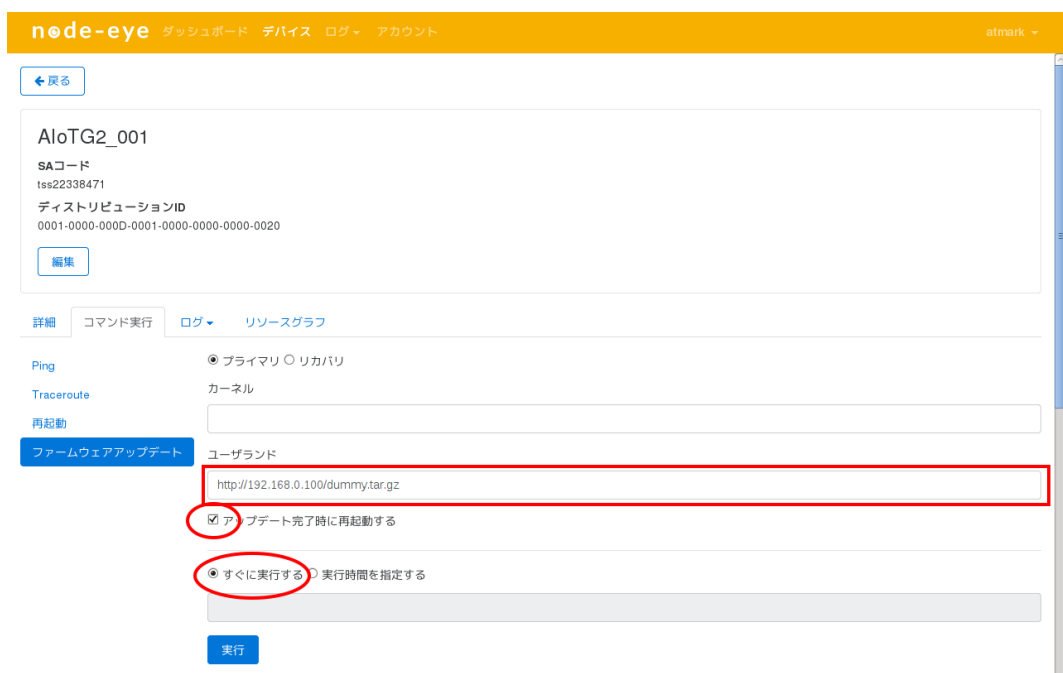 node-eye ダッシュボード デバイス ログ アカウント atmark
戻る
AIoTG2_001
SAコード
tss22338471
ディストリビューションID
0001-0000-000D-0001-0000-0000-0000-0020
編集
詳細 コマンド実行 ログ リソースグラフ
Ping
Traceroute
再起動
ファームウェアアップデート
プライマリ リカバリ
カーネル
ユーザランド
http://192.168.0.100/dummy.tar.gz
アップデート完了時に再起動する
すぐに実行する 実行時間を指定する
実行